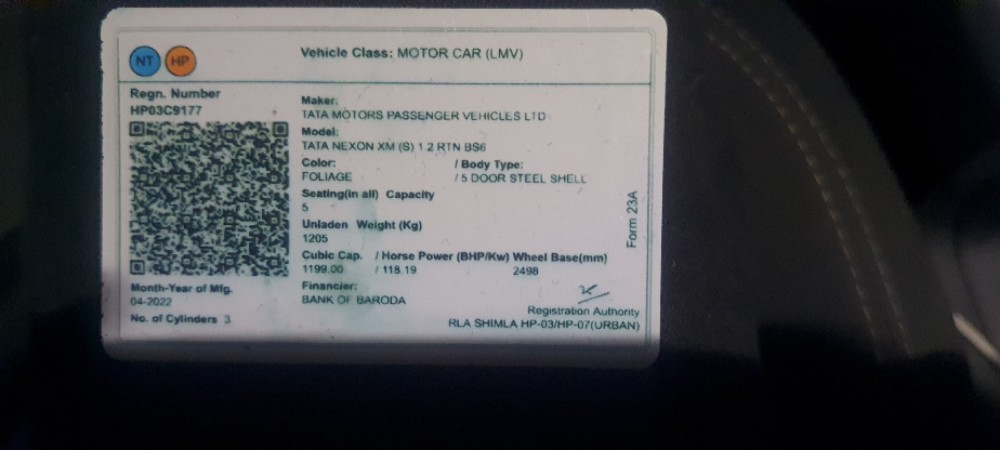 NT HP
Vehicle Class: MOTOR CAR (LMV)
Regn. Number
HP03C9177
Maker:
TATA MOTORS PASSENGER VEHICLES LTD
Model:
TATA NEXON XM (S) 1.2 RTN BS6
Color: / Body Type:
FOLIAGE / 5 DOOR STEEL SHELL
Seating(in all) Capacity
5
Unladen Weight (Kg)
1205
Cubic Cap. / Horse Power (BHP/Kw) Wheel Base(mm)
1199.00 / 118.19 2498
Financier:
BANK OF BARODA
Month-Year of Mfg.
04-2022
No. of Cylinders 3
Form 23A
Registration Authority
RLA SHIMLA HP-03/HP-07(URBAN)